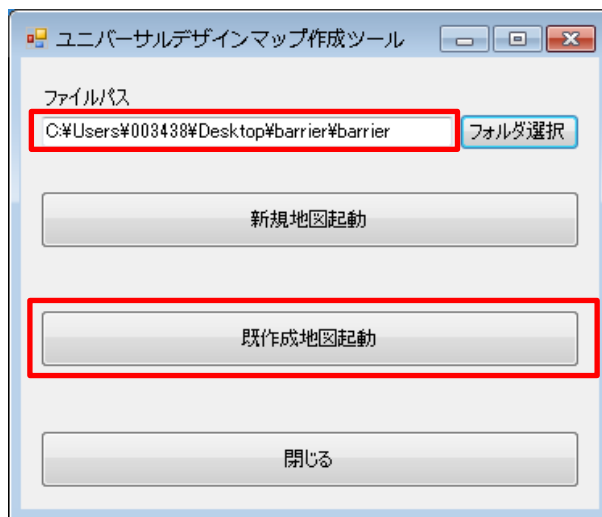 ユニバーサルデザインマップ作成ツール
ファイルパス
C:¥Users¥003438¥Desktop¥barrier¥barrier
フォルダ選択
新規地図起動
既作成地図起動
閉じる